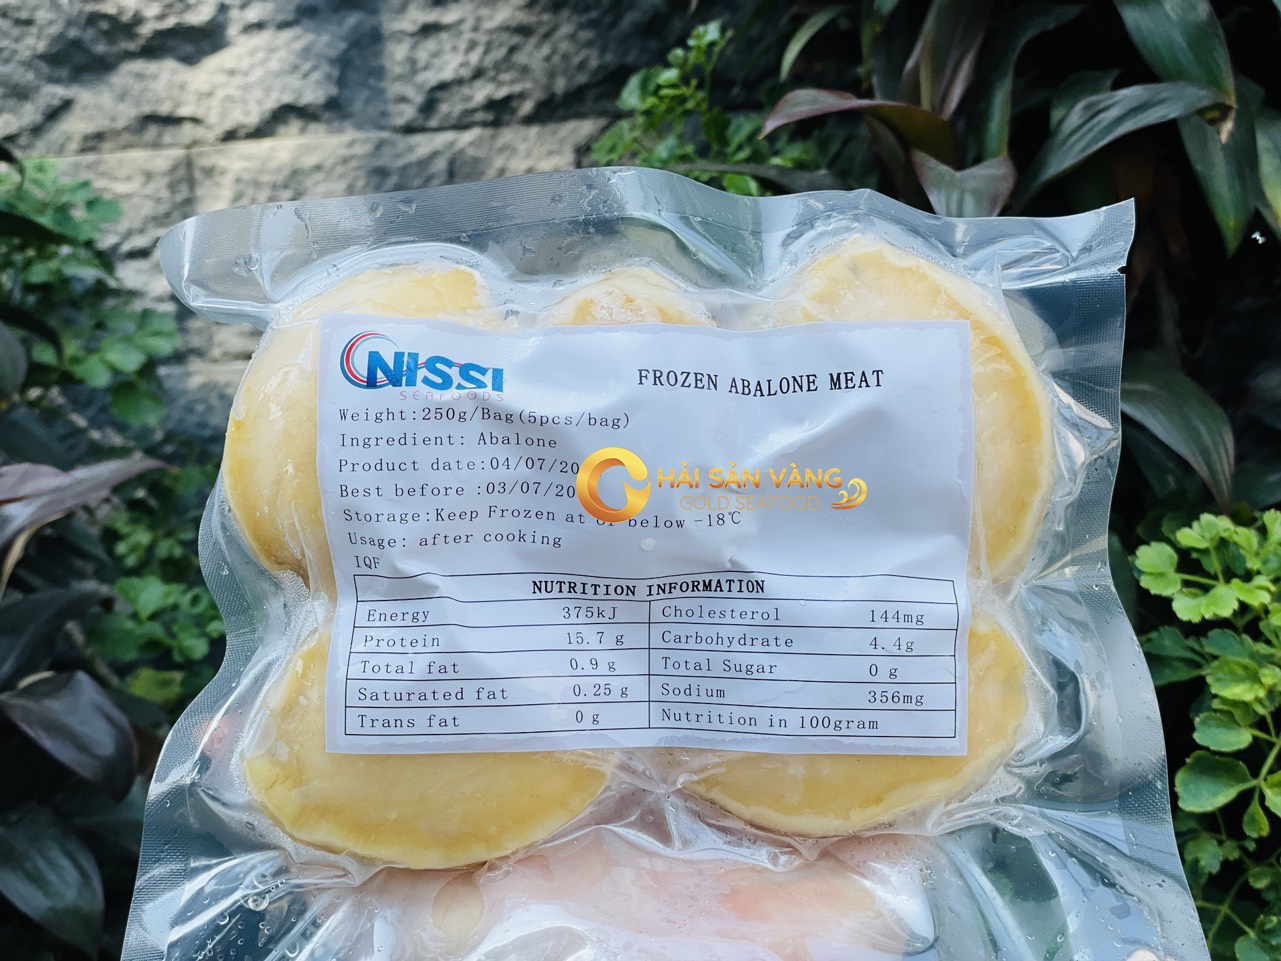 NISSI
SEAFOODS
FROZEN ABALONE MEAT
Weight:250g/Bag(5pcs/bag)
Ingredient: Abalone
Product date:04/07/20
Best before :03/07/20
HẢI SẢN VÀNG
GOLD SEAFOOD
Storage:Keep Frozen at or below -18℃
Usage: after cooking
IQF
NUTRITION INFORMATION
Energy 375kJ Cholesterol 144mg
Protein 15.7 g Carbohydrate 4.4g
Total fat 0.9 g Total Sugar 0 g
Saturated fat 0.25 g Sodium 356mg
Trans fat 0 g Nutrition in 100gram